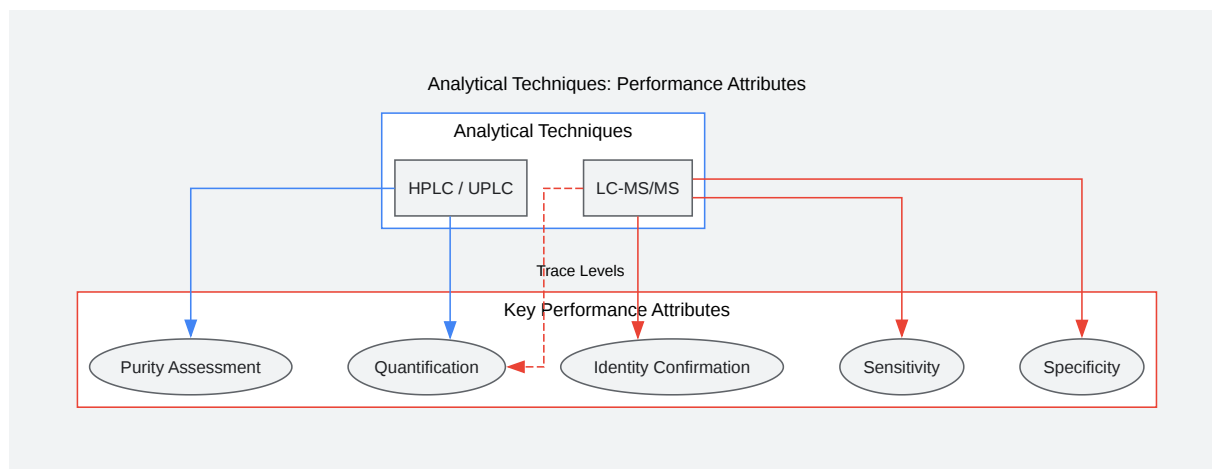 Analytical Techniques: Performance Attributes
Analytical Techniques
HPLC / UPLC
LC-MS/MS
Trace Levels
Key Performance Attributes
Purity Assessment
Quantification
Identity Confirmation
Sensitivity
Specificity